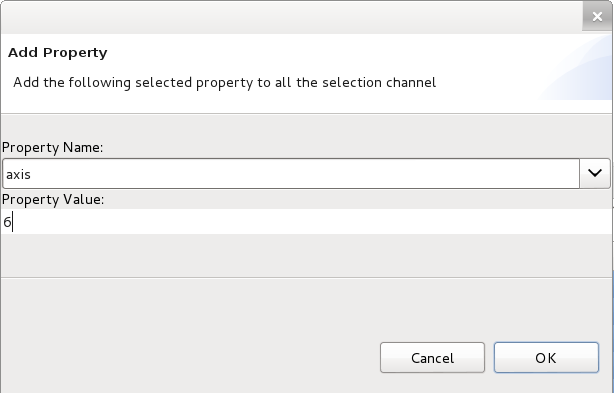 Add Property
Add the following selected property to all the selection channel
Property Name:
axis
Property Value:
6
Cancel
OK